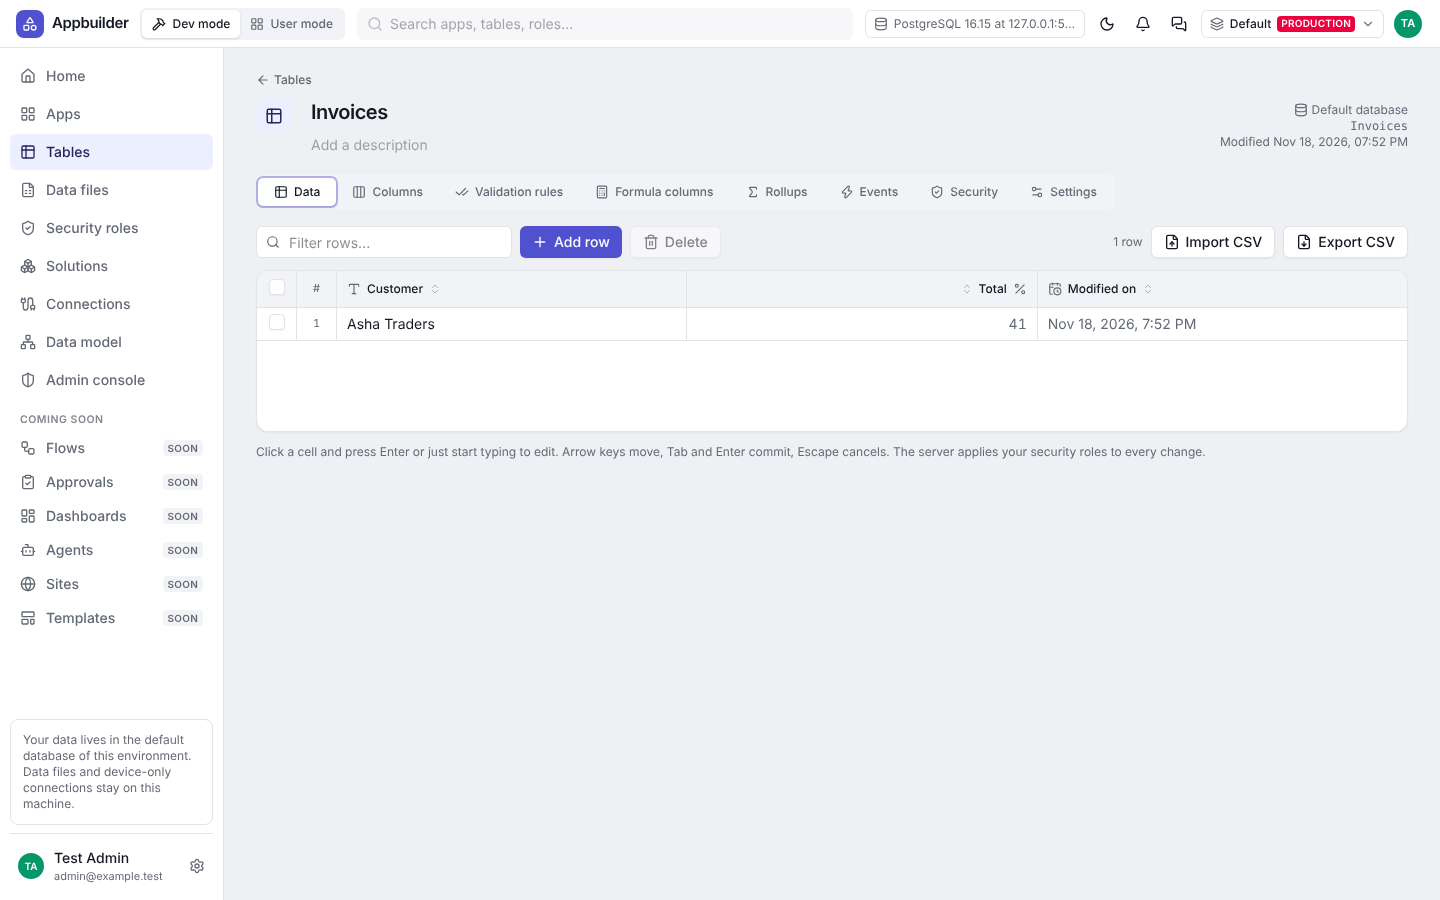 Appbuilder
Dev mode
User mode
Search apps, tables, roles...
PostgreSQL 16.15 at 127.0.0.1:5...
Default PRODUCTION
TA
Home
Apps
Tables
Data files
Security roles
Solutions
Connections
Data model
Admin console
COMING SOON
Flows SOON
Approvals SOON
Dashboards SOON
Agents SOON
Sites SOON
Templates SOON
Your data lives in the default
database of this environment.
Data files and device-only
connections stay on this
machine.
TA
Test Admin
admin@example.test
Tables
Invoices
Add a description
Default database
Invoices
Modified Nov 18, 2026, 07:52 PM
Data
Columns
Validation rules
Formula columns
Rollups
Events
Security
Settings
Filter rows...
Add row
Delete
1 row
Import CSV
Export CSV
# Customer Total Modified on
1 Asha Traders 41 Nov 18, 2026, 7:52 PM
Click a cell and press Enter or just start typing to edit. Arrow keys move, Tab and Enter commit, Escape cancels. The server applies your security roles to every change.